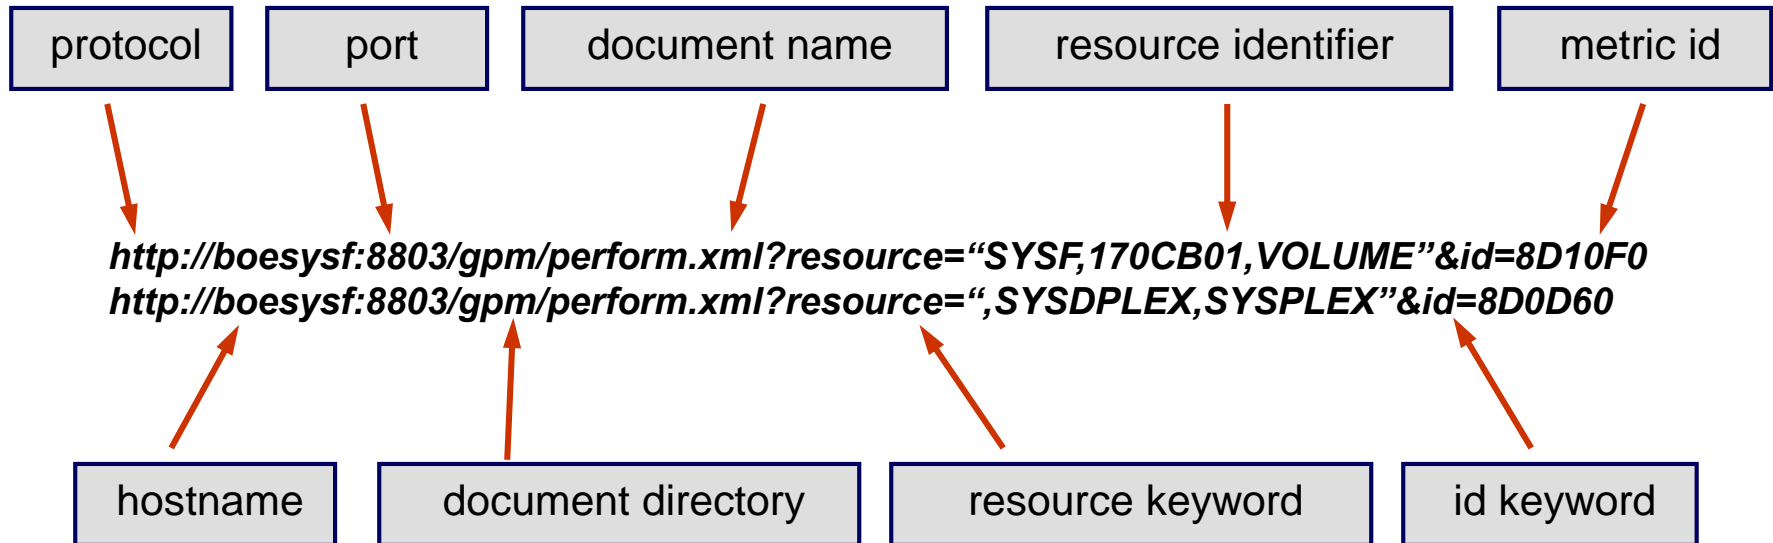 protocol
port
document name
resource identifier
metric id
http://boesysf:8803/gpm/perform.xml?resource=“SYSF,170CB01,VOLUME”&id=8D10F0
http://boesysf:8803/gpm/perform.xml?resource=“,SYSDPLEX,SYSPLEX”&id=8D0D60
hostname
document directory
resource keyword
id keyword